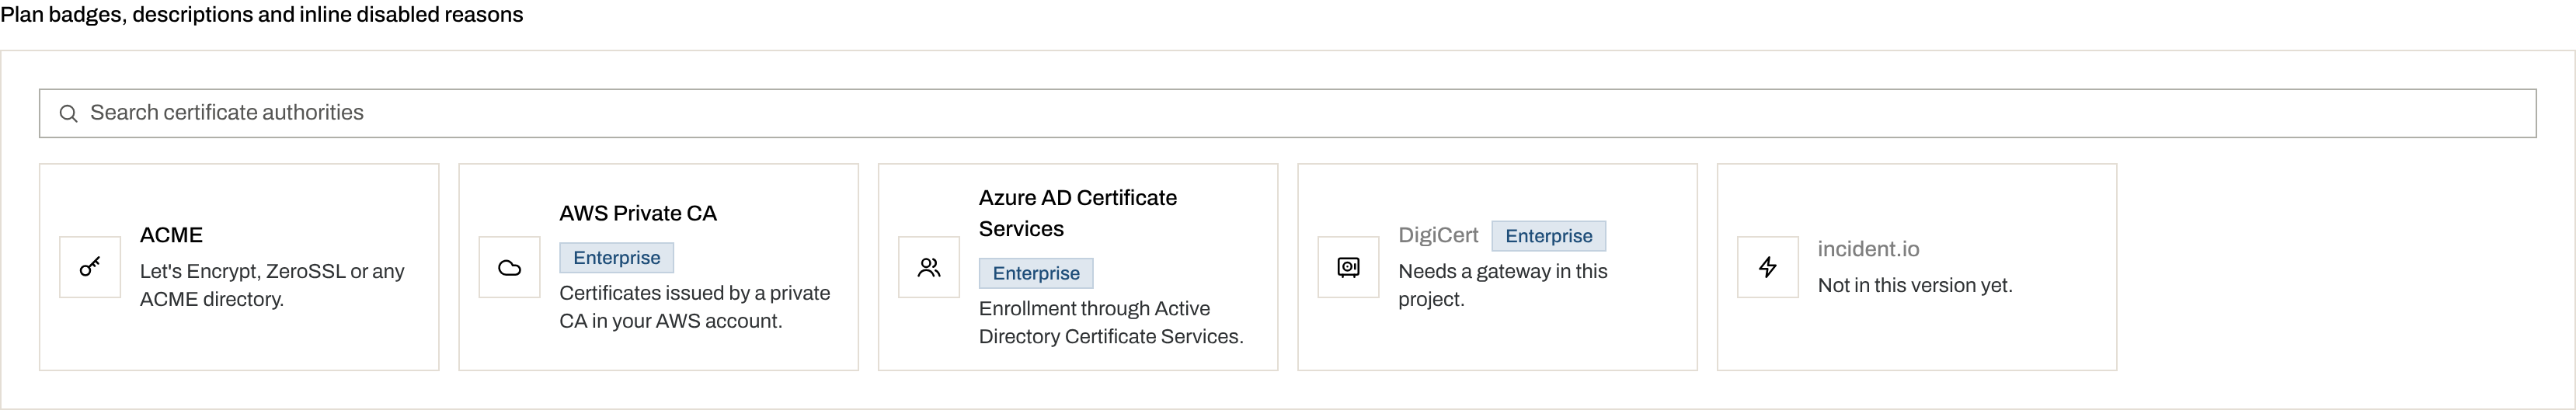 Plan badges, descriptions and inline disabled reasons
Search certificate authorities
ACME
Let's Encrypt, ZeroSSL or any
ACME directory.
AWS Private CA
Enterprise
Certificates issued by a private
CA in your AWS account.
Azure AD Certificate
Services
Enterprise
Enrollment through Active
Directory Certificate Services.
DigiCert Enterprise
Needs a gateway in this
project.
incident.io
Not in this version yet.